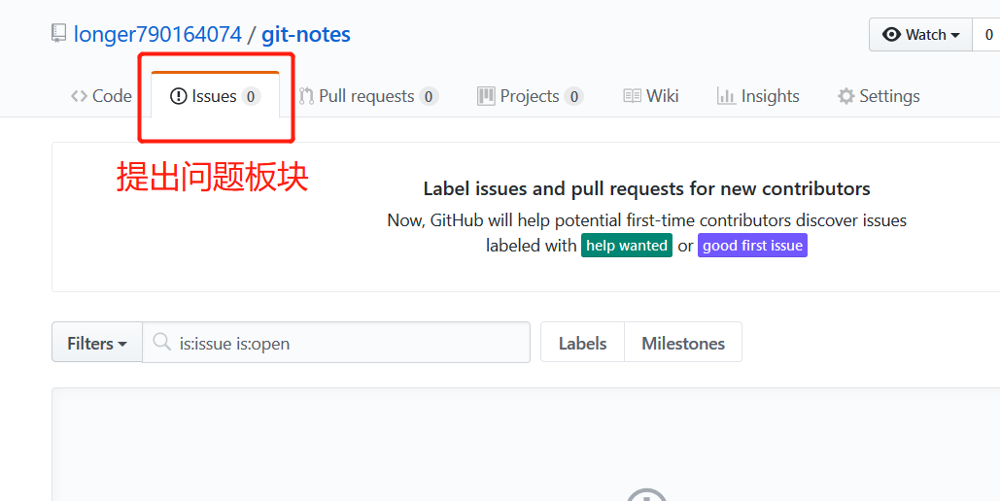 longer790164074 / git-notes
Watch 0
Code Issues 0 Pull requests 0 Projects 0 Wiki Insights Settings
提出问题板块
Label issues and pull requests for new contributors
Now, GitHub will help potential first-time contributors discover issues
labeled with help wanted or good first issue
Filters is:issue is:open Labels Milestones